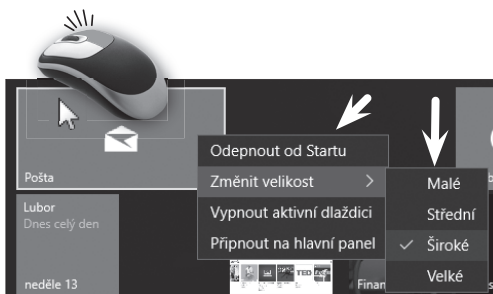 Pošta
Lubor
Dnes celý den
neděle 13
Odepnout od Startu
Změnit velikost
Vypnout aktivní dlaždici
Připnout na hlavní panel
Malé
Střední
Široké
Velké
TED
Finan